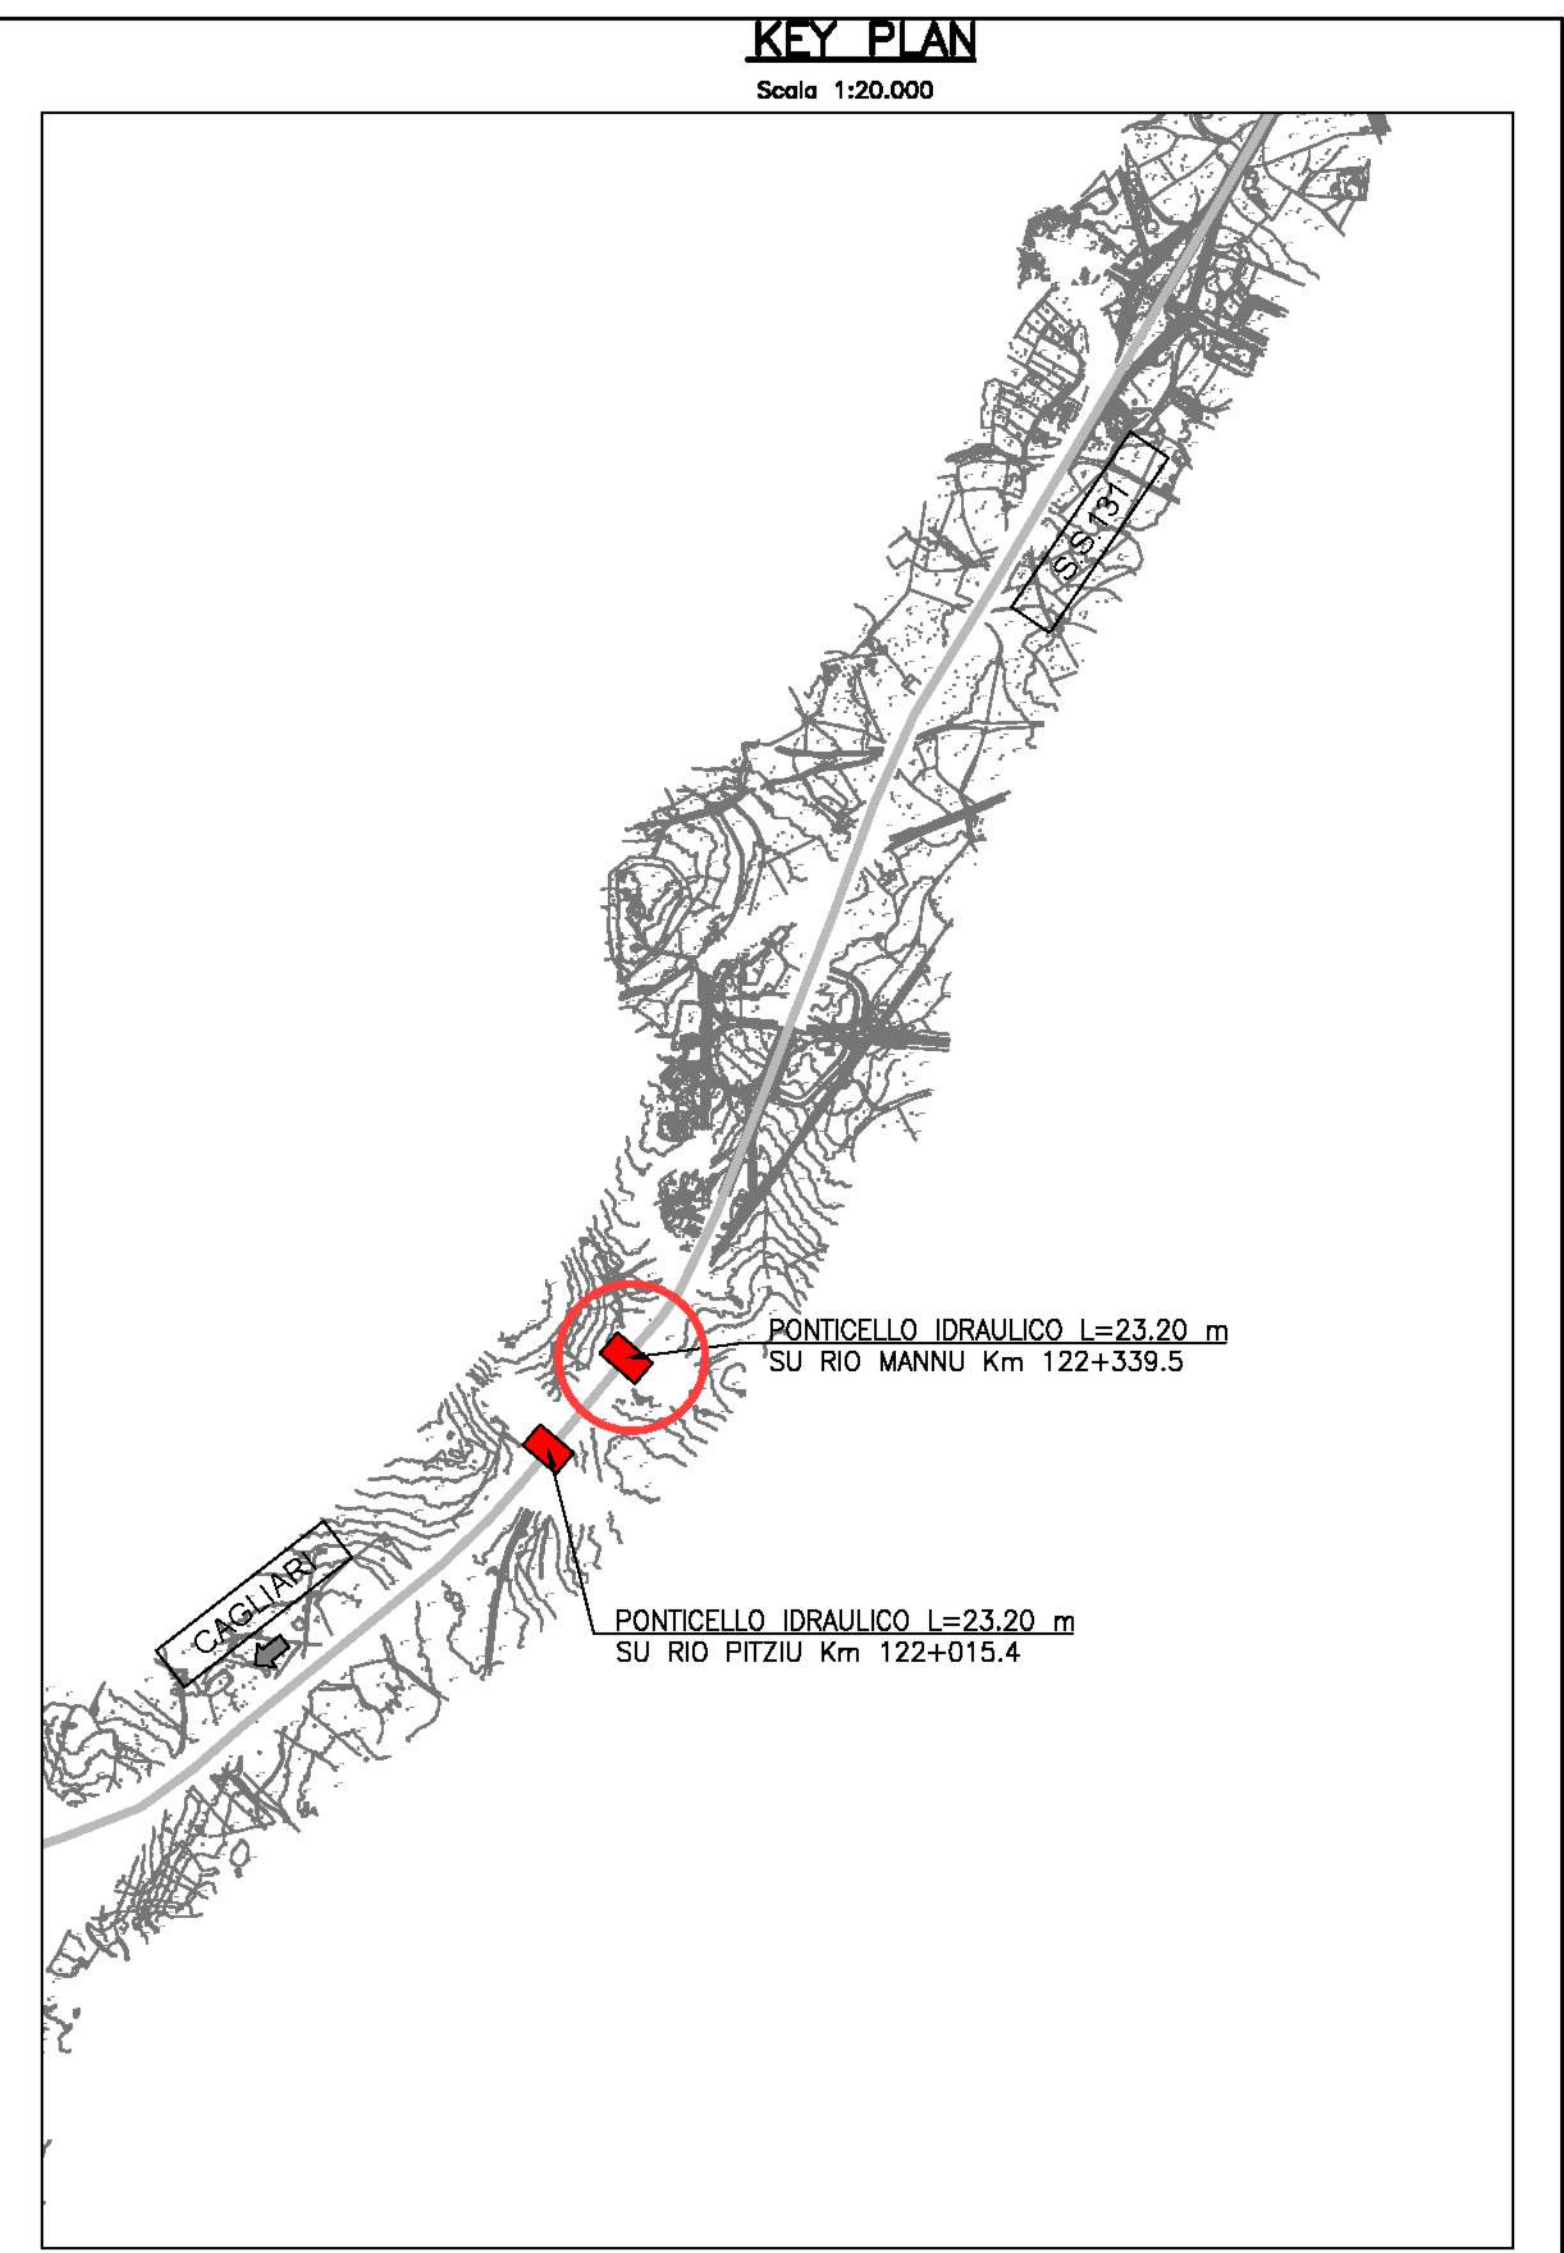 KEY PLAN
Scala 1:20.000
S.S.131
PONTICELLO IDRAULICO L=23.20 m
SU RIO MANNU Km 122+339.5
CAGLIARI
PONTICELLO IDRAULICO L=23.20 m
SU RIO PITZIU Km 122+015.4